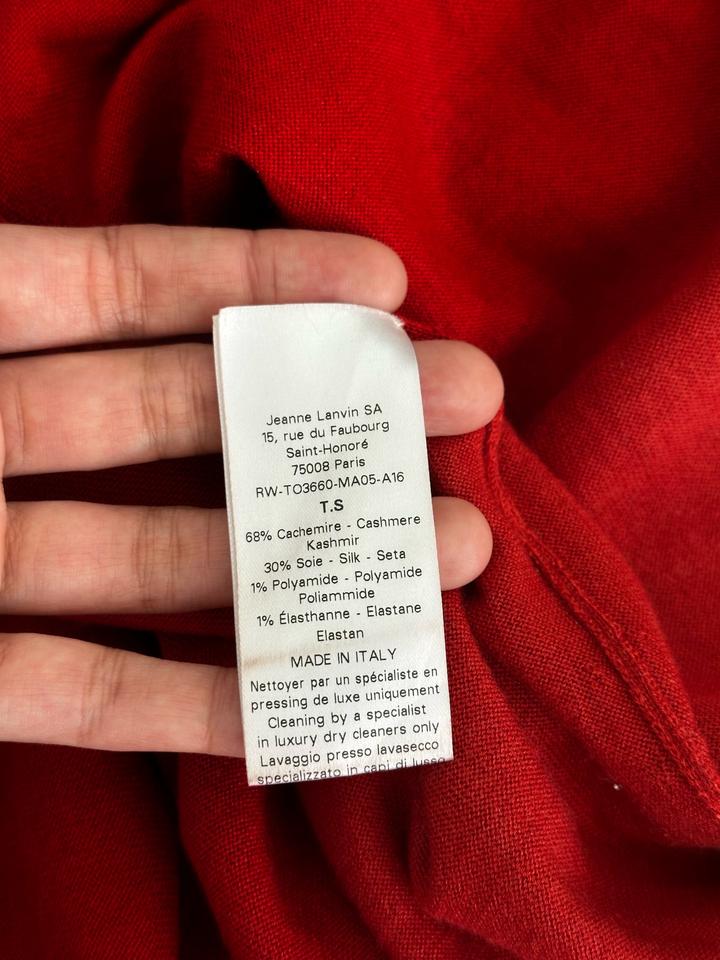 Jeanne Lanvin SA
15, rue du Faubourg
Saint-Honoré
75008 Paris
RW-TO3660-MA05-A16
T.S
68% Cachemire - Cashmere
Kashmir
30% Soie - Silk - Seta
1% Polyamide - Polyamide
Poliammide
1% Élasthanne - Elastane
Elastan
MADE IN ITALY
Nettoyer par un spécialiste en
pressing de luxe uniquement
Cleaning by a specialist
in luxury dry cleaners only
Lavaggio presso lavasecco
specializzato in capi di lusso